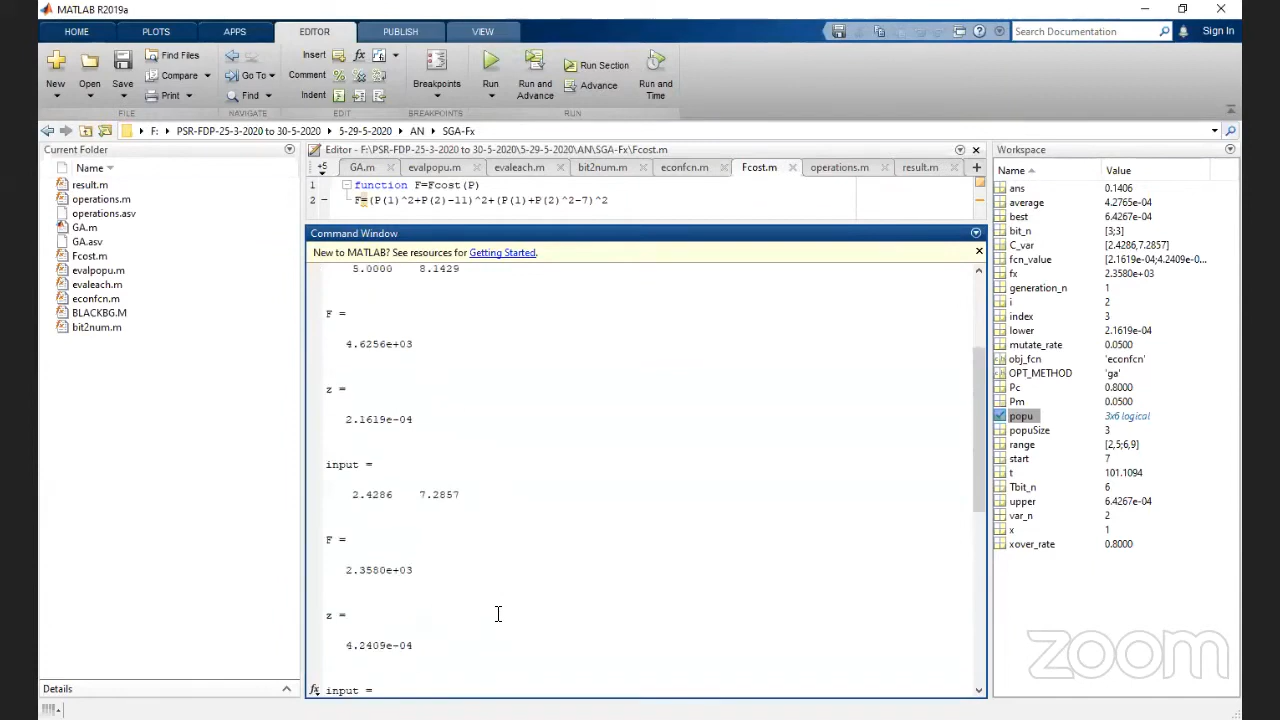 MATLAB R2019a
HOME PLOTS APPS EDITOR PUBLISH VIEW Search Documentation Sign In
New Open Save Find Files Compare Print Go To Find Insert Comment Indent Breakpoints Run Run and Advance Run Section Advance Run and Time
FILE NAVIGATE EDIT BREAKPOINTS RUN
F: PSR-FDP-25-3-2020 to 30-5-2020 5-29-5-2020 AN SGA-Fx
Current Folder
Name
result.m
operations.m
operations.asv
GA.m
GA.asv
Fcost.m
evalpopu.m
evaleach.m
econfcn.m
BLACKBG.M
bit2num.m
Details
Editor - F:\PSR-FDP-25-3-2020 to 30-5-2020\5-29-5-2020\AN\SGA-Fx\Fcost.m
+5 GA.m evalpopu.m evaleach.m bit2num.m econfcn.m Fcost.m operations.m result.m
1 function F=Fcost(P)
2 F=(P(1)^2+P(2)-11)^2+(P(1)+P(2)^2-7)^2
Command Window
New to MATLAB? See resources for Getting Started.
5.0000 8.1429
F =
4.6256e+03
z =
2.1619e-04
input =
2.4286 7.2857
F =
2.3580e+03
z =
4.2409e-04
fx input =
Workspace
Name Value
ans 0.1406
average 4.2765e-04
best 6.4267e-04
bit_n [3;3]
C_var [2.4286,7.2857]
fcn_value [2.1619e-04;4.2409e-0...
fx 2.3580e+03
generation_n 1
i 2
index 3
lower 2.1619e-04
mutate_rate 0.0500
obj_fcn 'econfcn'
OPT_METHOD 'ga'
Pc 0.8000
Pm 0.0500
popu 3x6 logical
popuSize 3
range [2,5;6,9]
start 7
t 101.1094
Tbit_n 6
upper 6.4267e-04
var_n 2
x 1
xover_rate 0.8000
zoom